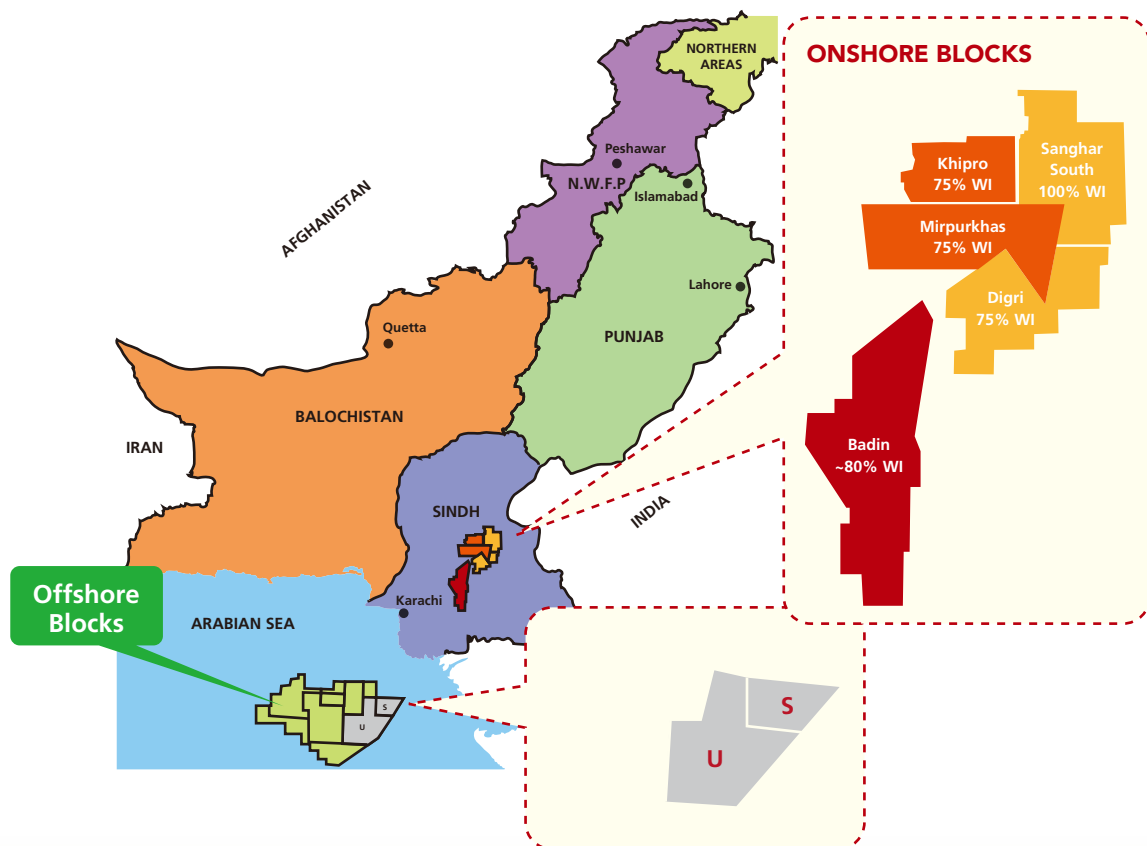 NORTHERN
AREAS
Peshawar
N.W.F.P
Islamabad
AFGHANISTAN
Lahore
Quetta
PUNJAB
BALOCHISTAN
IRAN
SINDH
INDIA
Karachi
Offshore
Blocks
ARABIAN SEA
S
U
ONSHORE BLOCKS
Khipro
75% WI
Sanghar
South
100% WI
Mirpurkhas
75% WI
Digri
75% WI
Badin
~80% WI
S
U